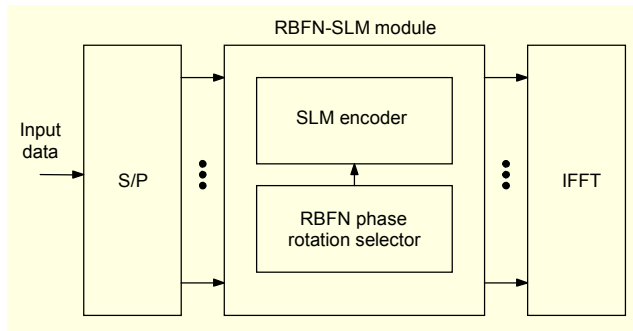 RBFN-SLM module
Input
data
S/P
SLM encoder
RBFN phase
rotation selector
IFFT